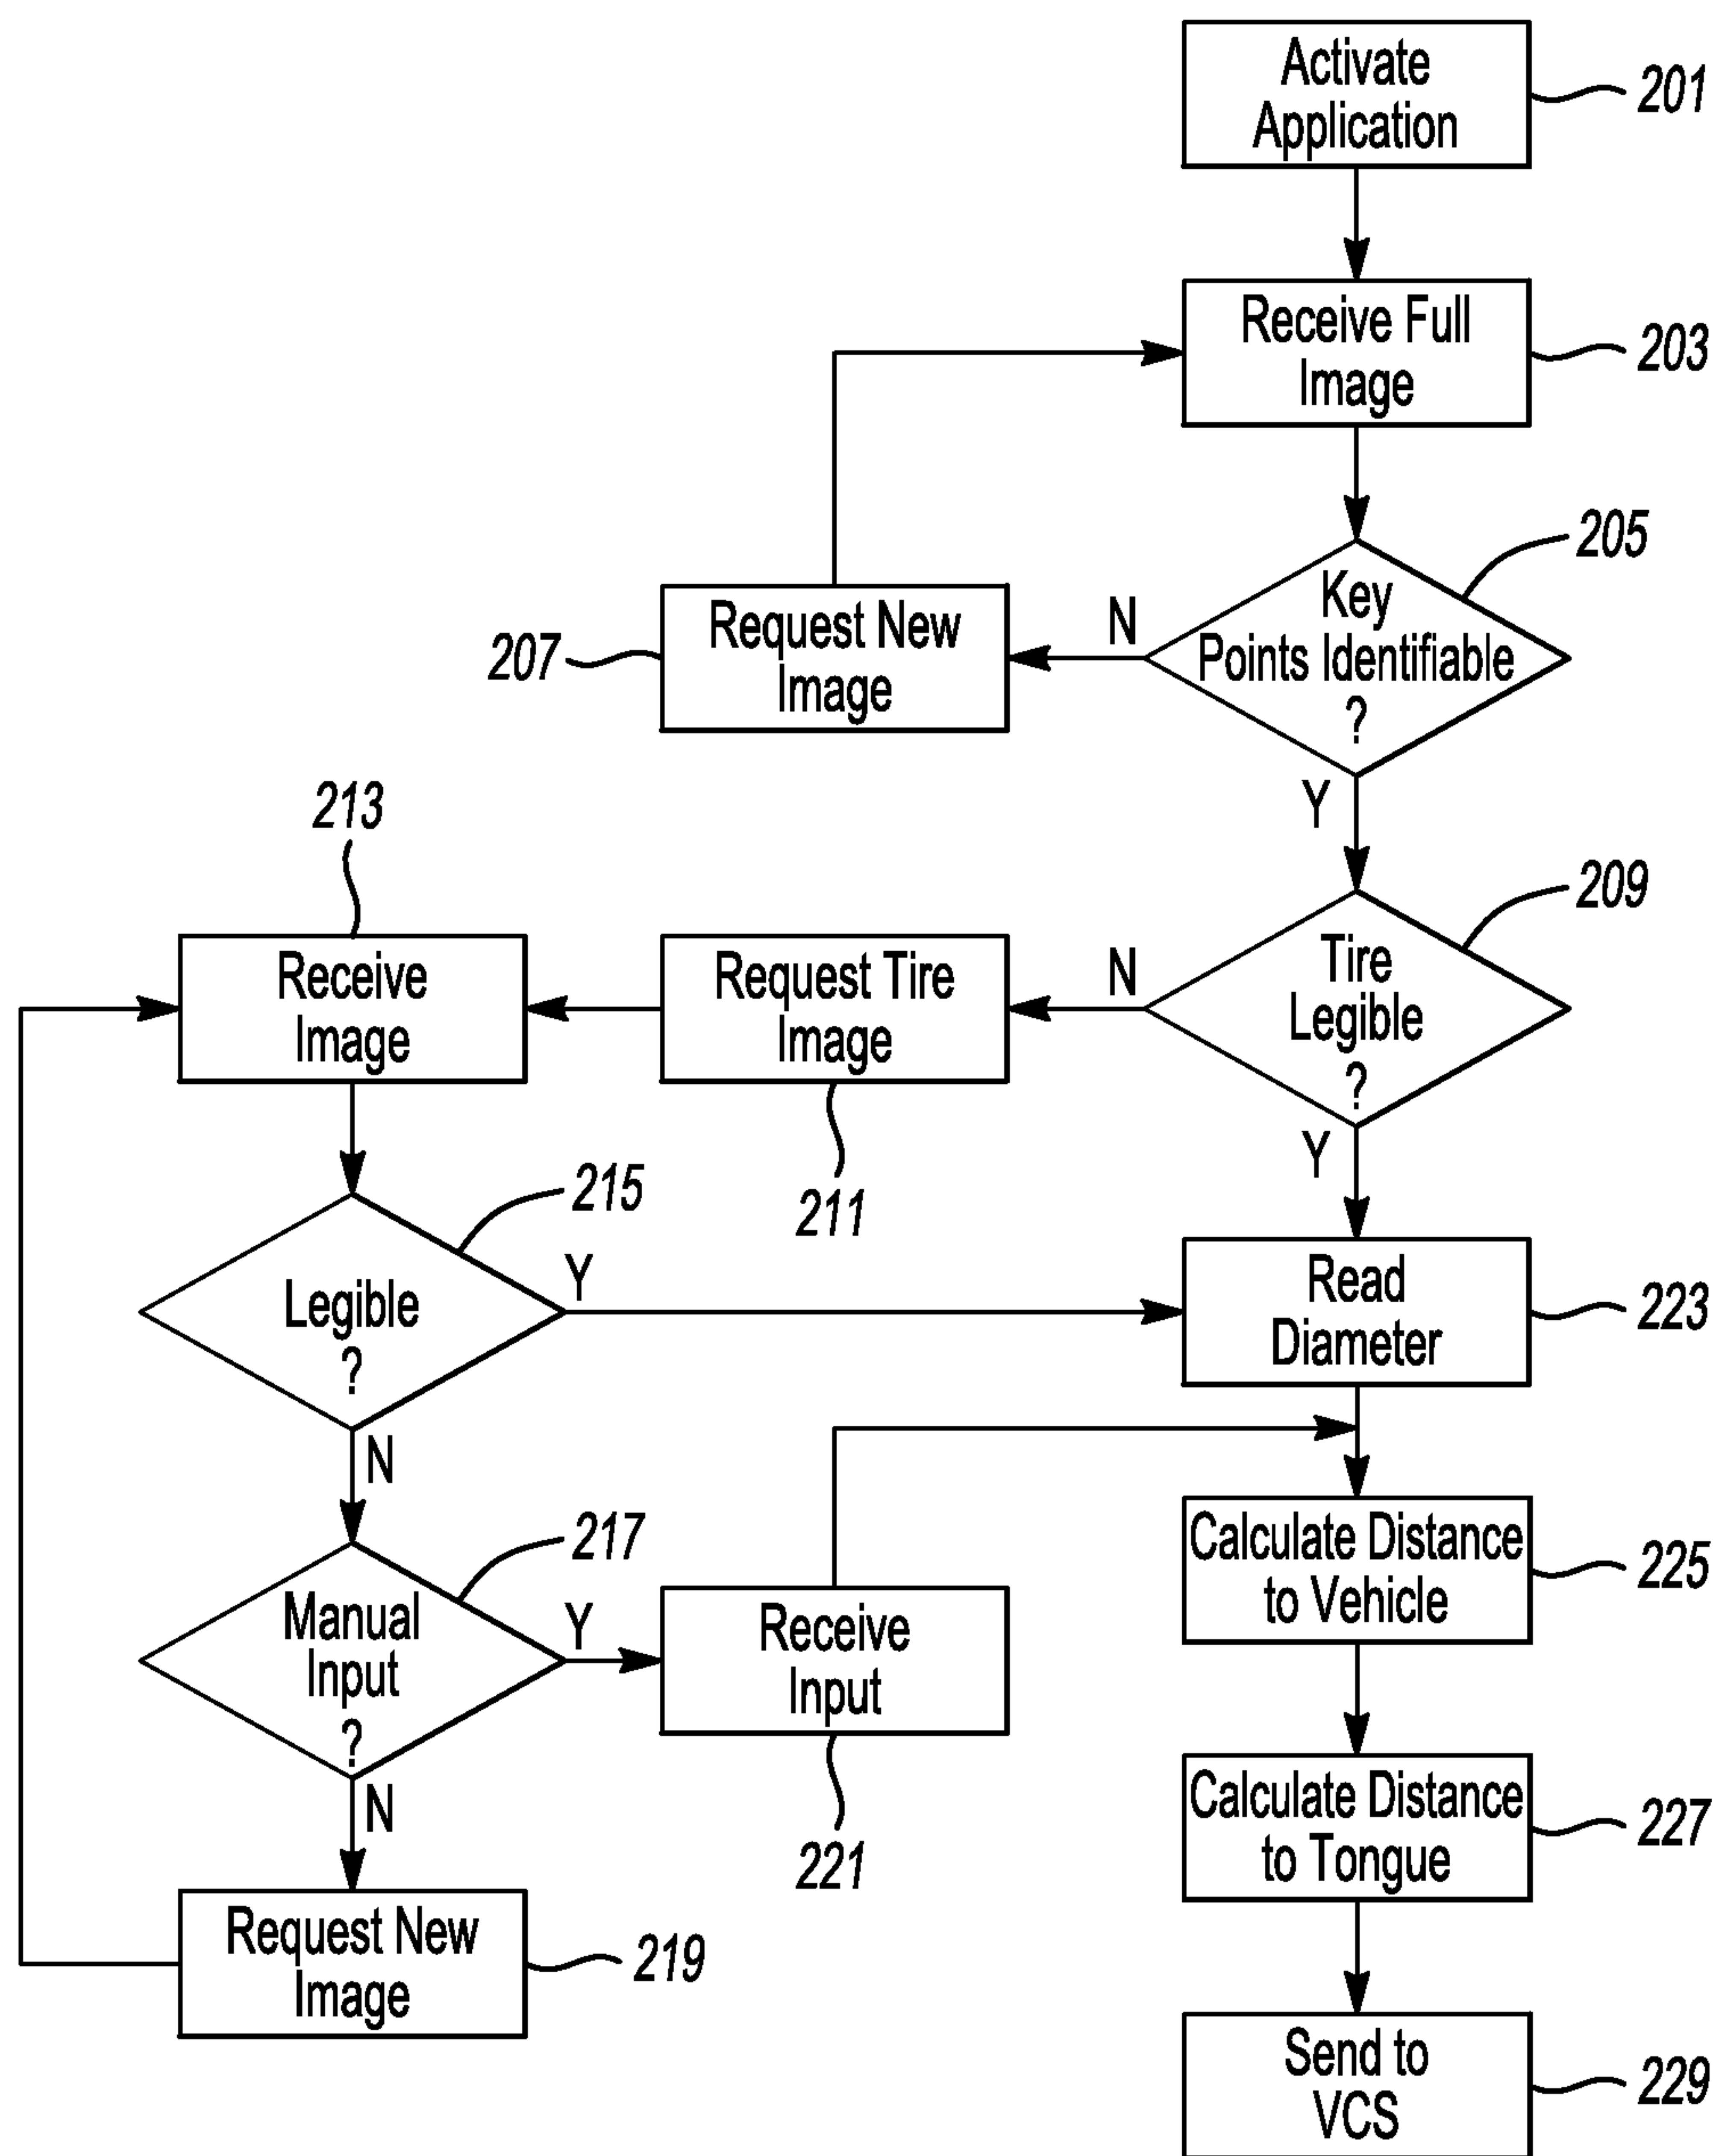 Activate
Application
201
Receive Full
Image
203
Key
Points Identifiable
?
205
N
Request New
Image
207
Y
Tire
Legible
?
209
N
Request Tire
Image
211
Receive
Image
213
Y
Legible
?
215
Y
Read
Diameter
223
N
Manual
Input
?
217
Y
Receive
Input
221
Calculate Distance
to Vehicle
225
N
Request New
Image
219
Calculate Distance
to Tongue
227
Send to
VCS
229